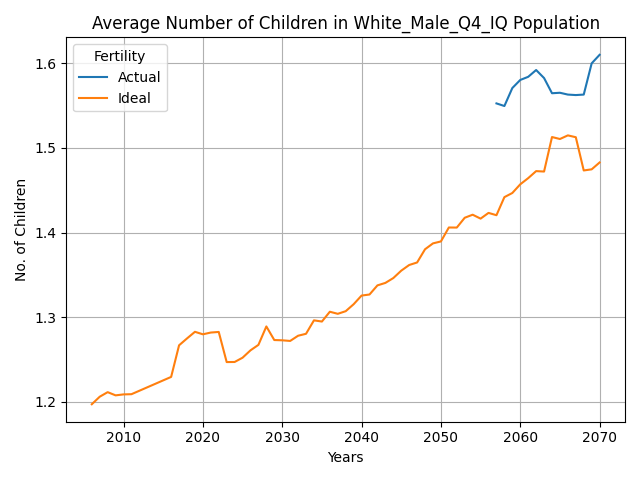 Average Number of Children in White_Male_Q4_IQ Population
Fertility
Actual
Ideal
No. of Children
1.6
1.5
1.4
1.3
1.2
2010 2020 2030 2040 2050 2060 2070
Years